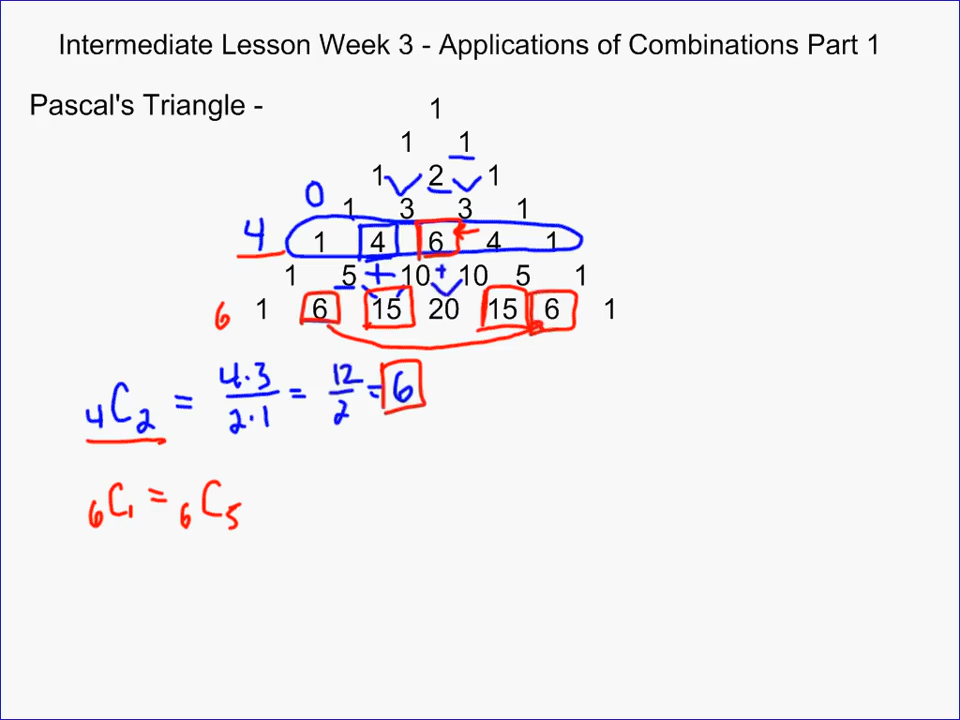 Intermediate Lesson Week 3 - Applications of Combinations Part 1
Pascal's Triangle -
1
1 1
1 2 1
0
1 3 3 1
4 1 4 6 4 1
1 5 + 10 + 10 5 1
6 1 6 15 20 15 6 1
₄C₂ = 4·3/2·1 = 12/2 = 6
₆C₁ = ₆C₅